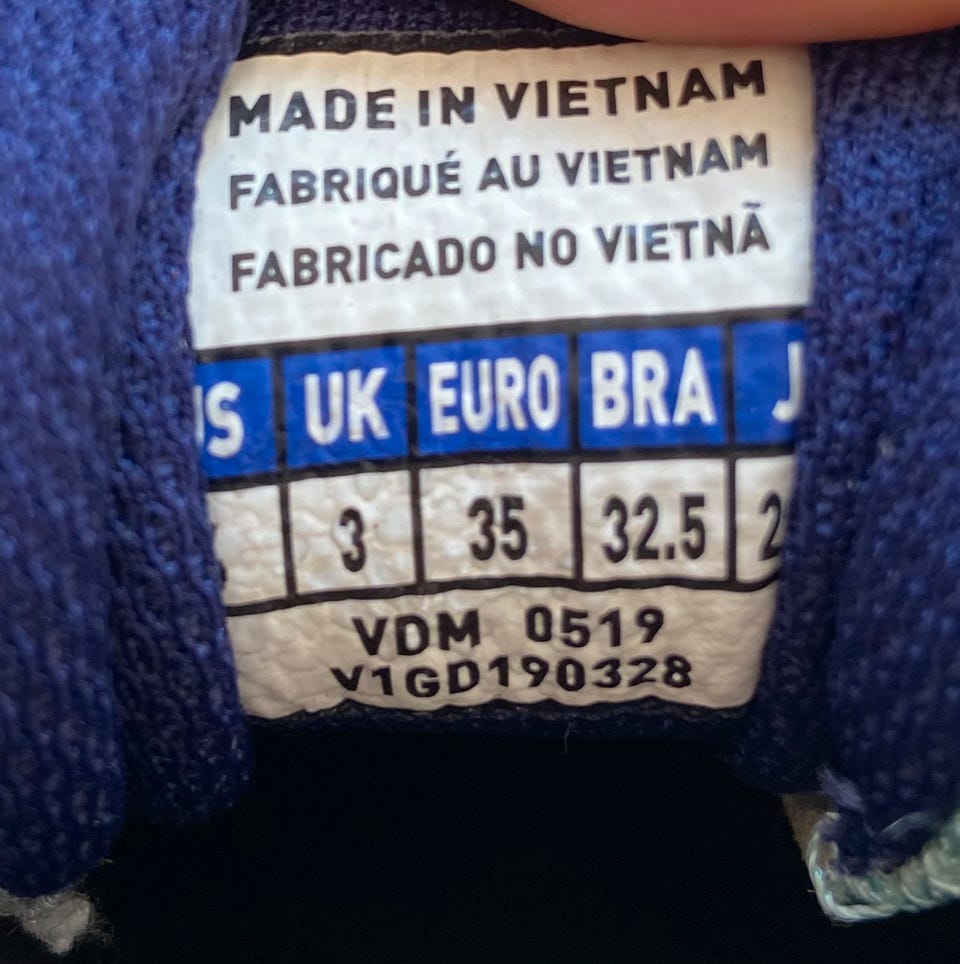 MADE IN VIETNAM
FABRIQUÉ AU VIETNAM
FABRICADO NO VIETNÃ
UK EURO BRA
3 35 32.5
VDM 0519
V1GD190328